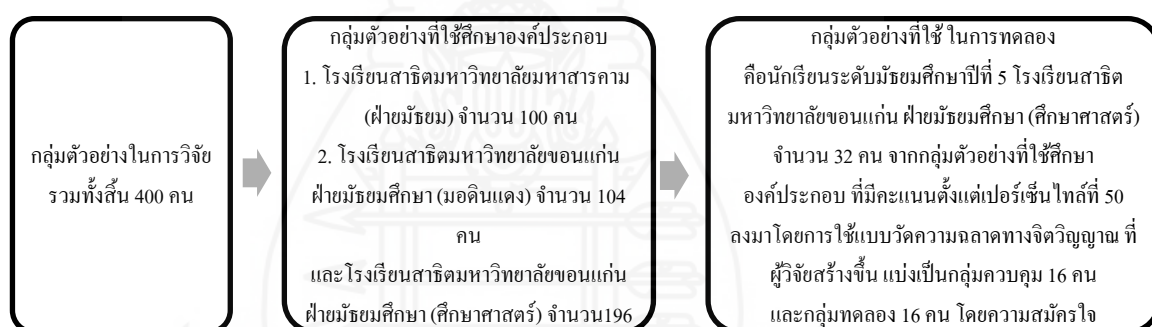 กลุ่มตัวอย่างในการวิจัย
รวมทั้งสิ้น 400 คน
กลุ่มตัวอย่างที่ใช้ศึกษาองค์ประกอบ
1. โรงเรียนสาธิตมหาวิทยาลัยมหาสารคาม
(ฝ่ายมัธยม) จำนวน 100 คน
2. โรงเรียนสาธิตมหาวิทยาลัยขอนแก่น
ฝ่ายมัธยมศึกษา (มอดินแดง) จำนวน 104
คน
และโรงเรียนสาธิตมหาวิทยาลัยขอนแก่น
ฝ่ายมัธยมศึกษา (ศึกษาศาสตร์) จำนวน196
กลุ่มตัวอย่างที่ใช้ ในการทดลอง
คือนักเรียนระดับมัธยมศึกษาปีที่ 5 โรงเรียนสาธิต
มหาวิทยาลัยขอนแก่น ฝ่ายมัธยมศึกษา (ศึกษาศาสตร์)
จำนวน 32 คน จากกลุ่มตัวอย่างที่ใช้ศึกษา
องค์ประกอบ ที่มีคะแนนตั้งแต่เปอร์เซ็นไทล์ที่ 50
ลงมาโดยการใช้แบบวัดความฉลาดทางจิตวิญญาณ ที่
ผู้วิจัยสร้างขึ้น แบ่งเป็นกลุ่มควบคุม 16 คน
และกลุ่มทดลอง 16 คน โดยความสมัครใจ